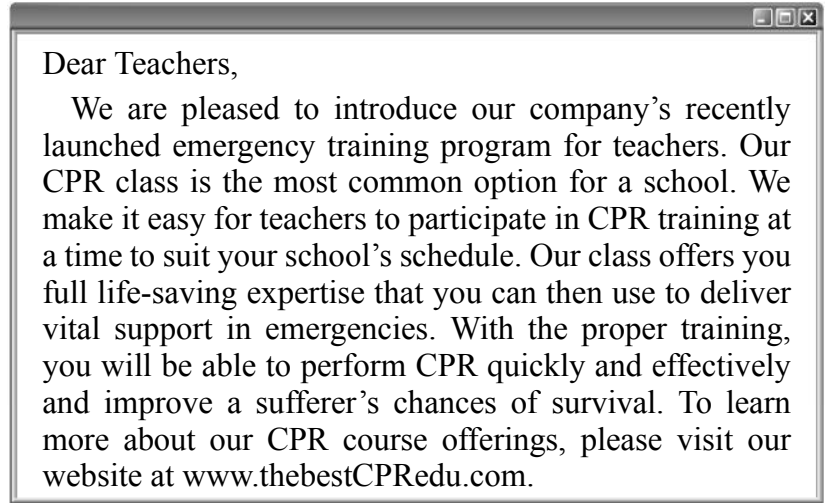 Dear Teachers,
We are pleased to introduce our company’s recently
launched emergency training program for teachers. Our
CPR class is the most common option for a school. We
make it easy for teachers to participate in CPR training at
a time to suit your school’s schedule. Our class offers you
full life-saving expertise that you can then use to deliver
vital support in emergencies. With the proper training,
you will be able to perform CPR quickly and effectively
and improve a sufferer’s chances of survival. To learn
more about our CPR course offerings, please visit our
website at www.thebestCPRedu.com.